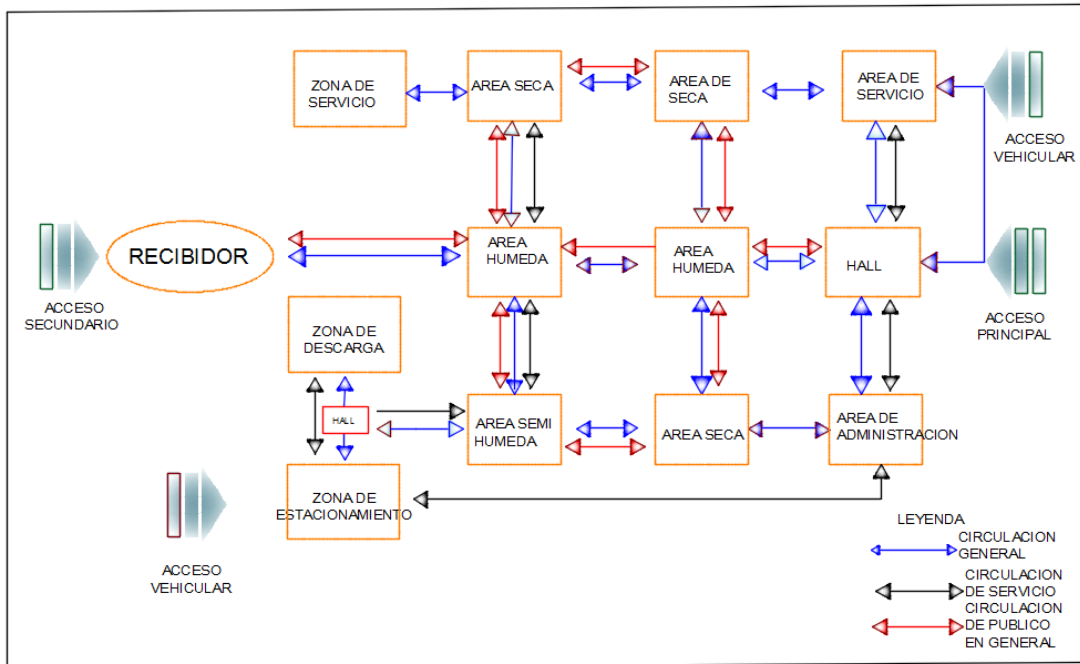 ZONA DE
SERVICIO
AREA SECA
AREA DE
SECA
AREA DE
SERVICIO
ACCESO
VEHICULAR
RECIBIDOR
AREA
HUMEDA
AREA
HUMEDA
HALL
ACCESO
SECUNDARIO
ACCESO
PRINCIPAL
ZONA DE
DESCARGA
HALL
AREA SEMI
HUMEDA
AREA SECA
AREA DE
ADMINISTRACION
ZONA DE
ESTACIONAMIENTO
ACCESO
VEHICULAR
LEYENDA
CIRCULACION
GENERAL
CIRCULACION
DE SERVICIO
CIRCULACION
DE PUBLICO
EN GENERAL